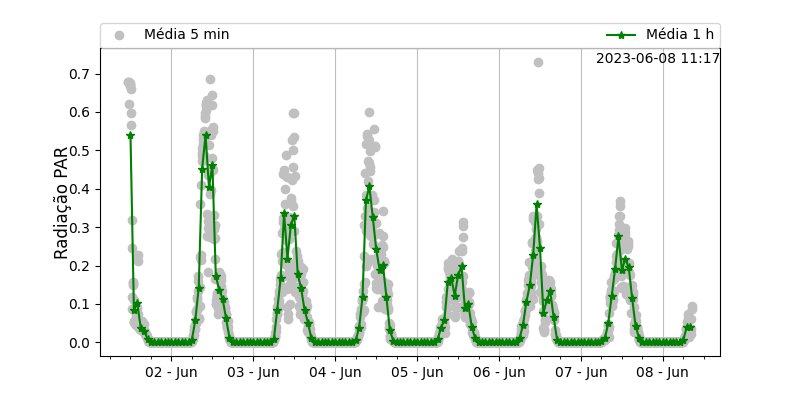 Média 5 min
Média 1 h
2023-06-08 11:17
Radiação PAR
0.7
0.6
0.5
0.4
0.3
0.2
0.1
0.0
02 - Jun
03 - Jun
04 - Jun
05 - Jun
06 - Jun
07 - Jun
08 - Jun